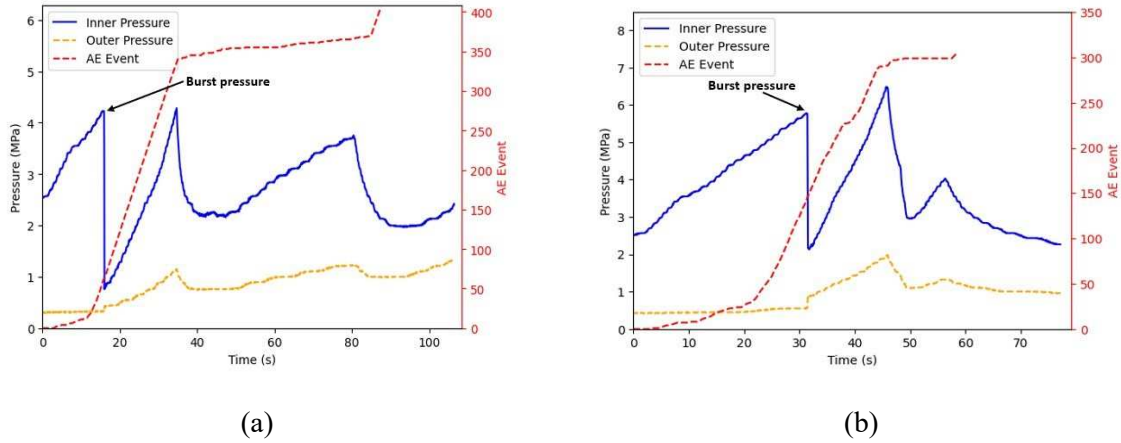 Inner Pressure
Outer Pressure
AE Event
Burst pressure
Pressure (MPa)
6
5
4
3
2
1
0
0 20 40 60 80 100
Time (s)
400
350
300
250
200
150
100
50
0
AE Event
(a)
Inner Pressure
Outer Pressure
AE Event
Burst pressure
Pressure (MPa)
8
7
6
5
4
3
2
1
0
0 10 20 30 40 50 60 70
Time (s)
350
300
250
200
150
100
50
0
AE Event
(b)